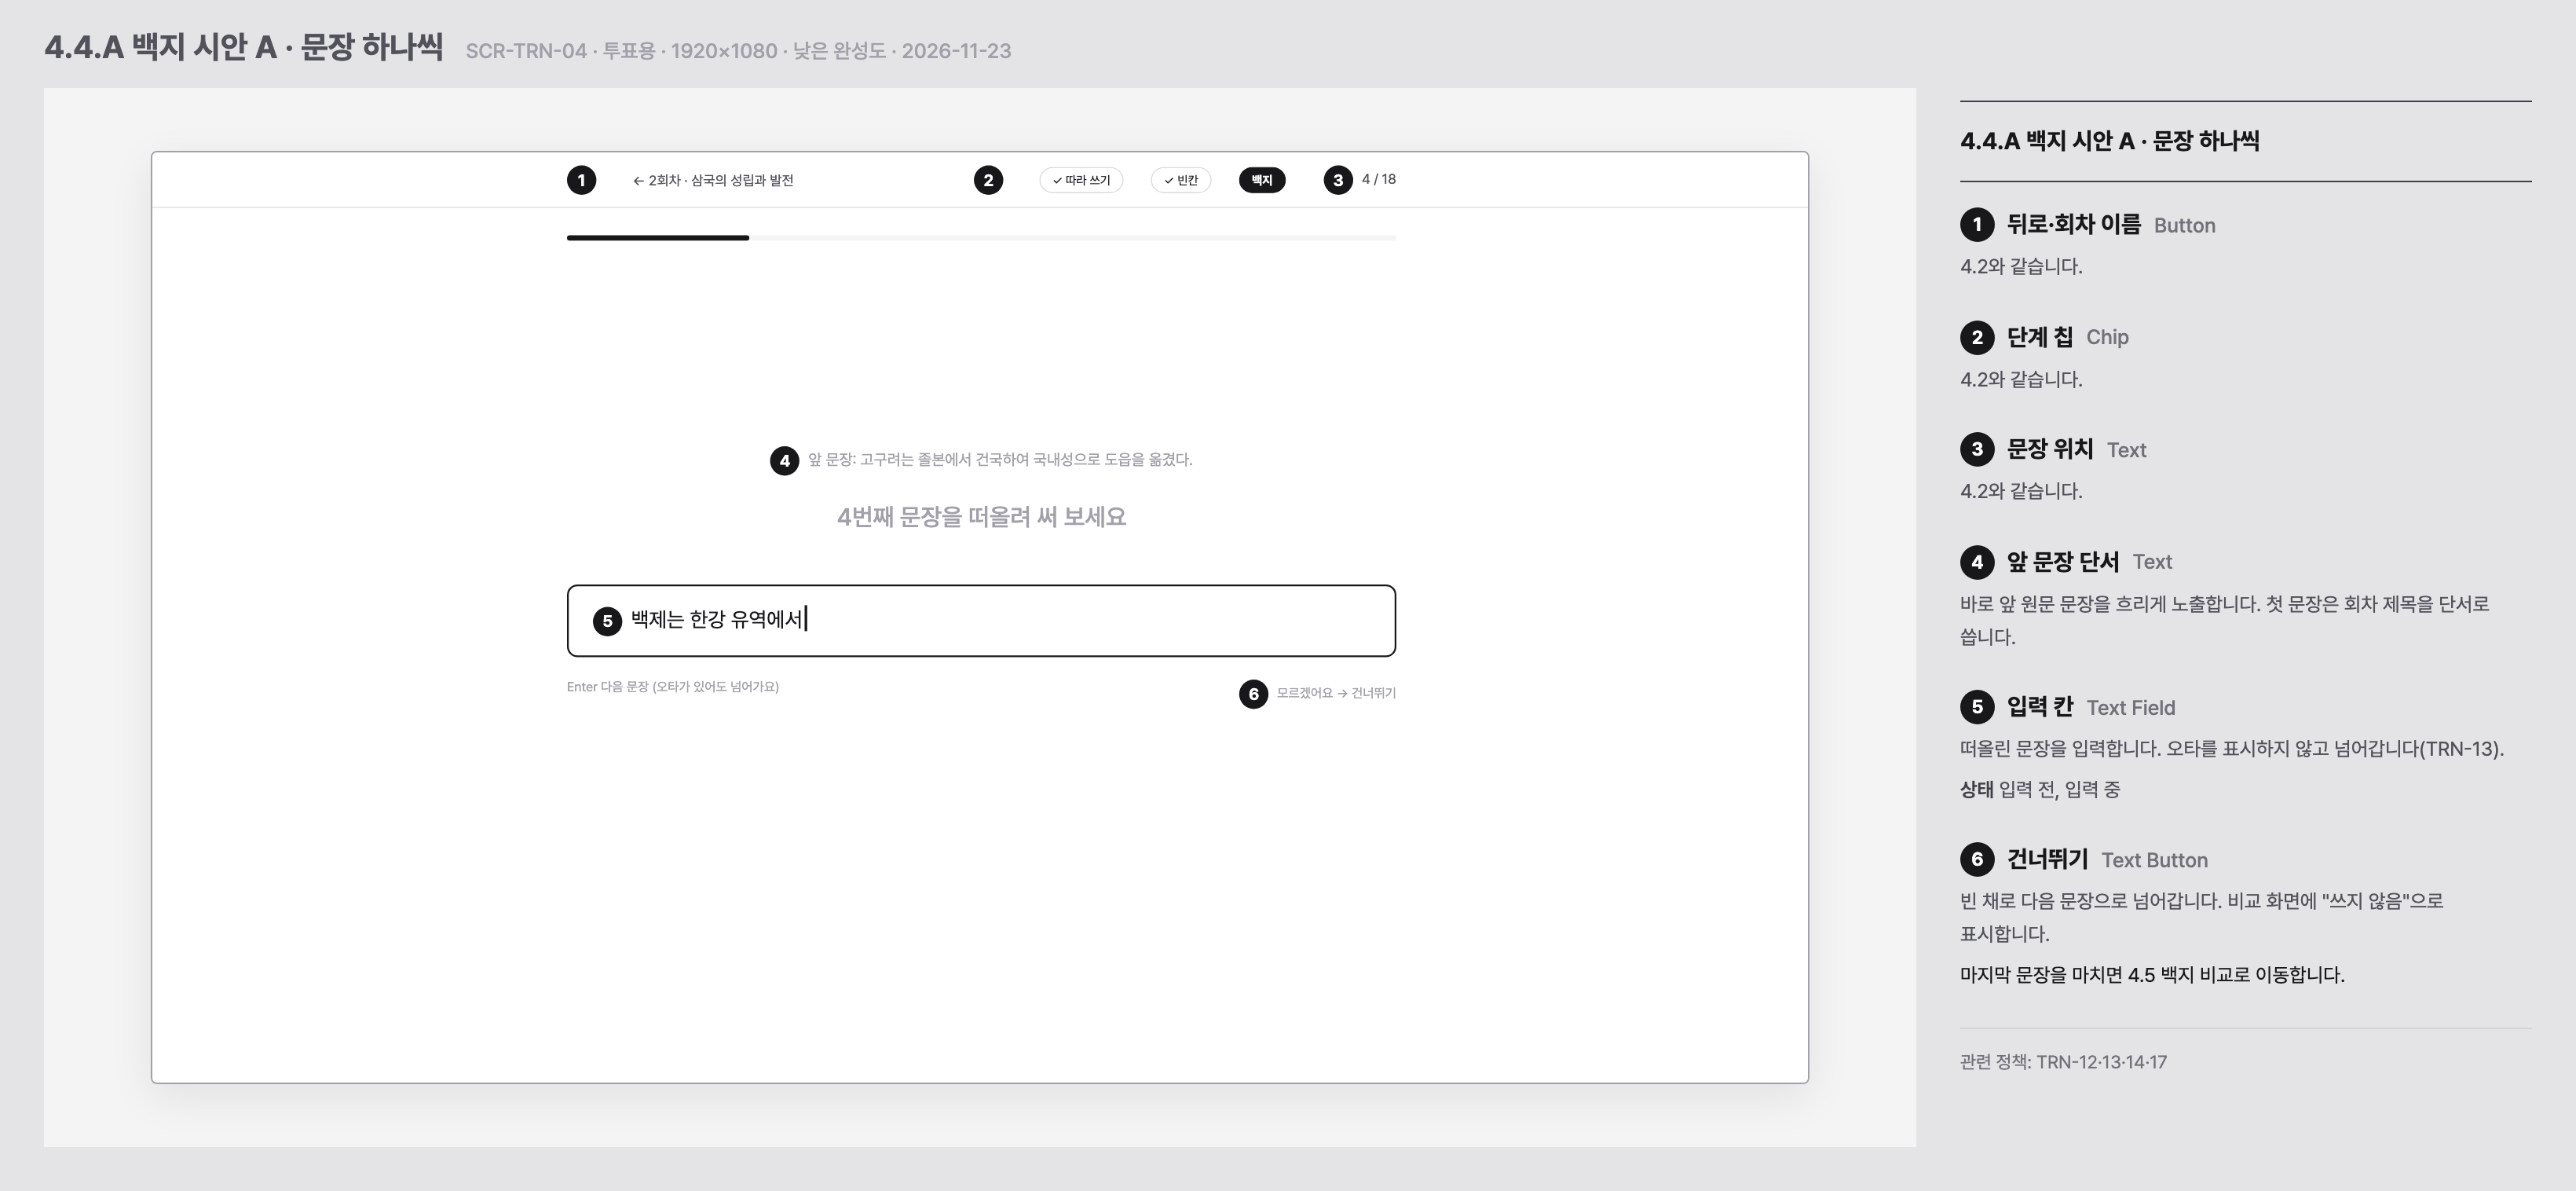 4.4.A 백지 시안 A · 문장 하나씩 SCR-TRN-04 · 투표용 · 1920×1080 · 낮은 완성도 · 2026-11-23
1 ← 2회차 · 삼국의 성립과 발전 2 ✓ 따라 쓰기 ✓ 빈칸 백지 3 4 / 18
4 앞 문장: 고구려는 졸본에서 건국하여 국내성으로 도읍을 옮겼다.
4번째 문장을 떠올려 써 보세요
5 백제는 한강 유역에서
Enter 다음 문장 (오타가 있어도 넘어가요)
6 모르겠어요 → 건너뛰기
4.4.A 백지 시안 A · 문장 하나씩
1 뒤로·회차 이름 Button
4.2와 같습니다.
2 단계 칩 Chip
4.2와 같습니다.
3 문장 위치 Text
4.2와 같습니다.
4 앞 문장 단서 Text
바로 앞 원문 문장을 흐리게 노출합니다. 첫 문장은 회차 제목을 단서로
씁니다.
5 입력 칸 Text Field
떠올린 문장을 입력합니다. 오타를 표시하지 않고 넘어갑니다(TRN-13).
상태 입력 전, 입력 중
6 건너뛰기 Text Button
빈 채로 다음 문장으로 넘어갑니다. 비교 화면에 "쓰지 않음"으로
표시합니다.
마지막 문장을 마치면 4.5 백지 비교로 이동합니다.
관련 정책: TRN-12·13·14·17